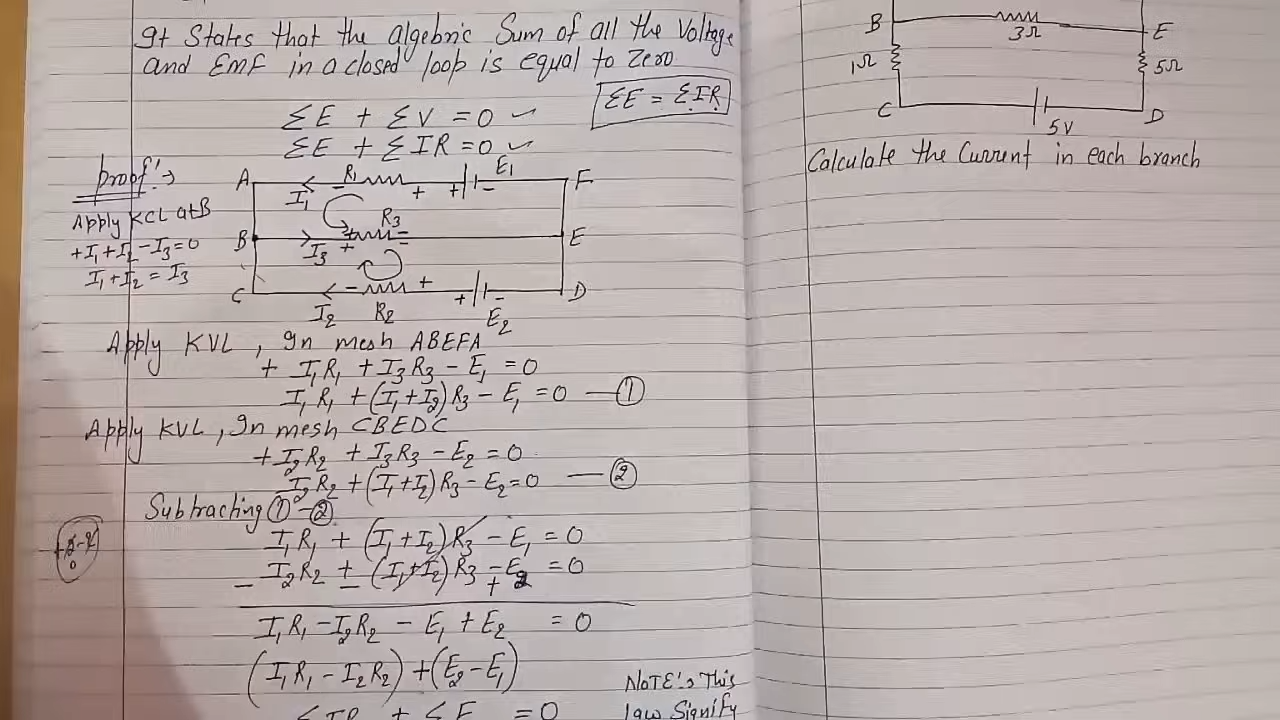 It States that the algebric Sum of all the Voltage
and EMF in a closed loop is equal to Zero
ΣE + ΣV = 0
ΣE = ΣIR
ΣE + ΣIR = 0
proof:→
Apply KCL at B
+I₁+I₂-I₃=0
I₁+I₂ = I₃
A I₁ - R₁ + + E₁ - F
B I₃ + R₃ = E
C I₂ - R₂ + + E₂ - D
Apply KVL, In mesh ABEFA
+ I₁R₁ + I₃R₃ - E₁ = 0
I₁R₁ + (I₁+I₂)R₃ - E₁ = 0 — ①
Apply KVL, In mesh CBEDC
+ I₂R₂ + I₃R₃ - E₂ = 0
I₂R₂ + (I₁+I₂)R₃ - E₂ = 0 — ②
Subtracting ① - ②
I₁R₁ + (I₁+I₂)R₃ - E₁ = 0
I₂R₂ + (I₁+I₂)R₃ - E₂ = 0
- - +
I₁R₁ - I₂R₂ - E₁ + E₂ = 0
(I₁R₁ - I₂R₂) + (E₂ - E₁)
ΣIR + ΣE = 0
NOTE:→ This
law Signify
B 3Ω E
1Ω 5Ω
C 5V D
Calculate the Current in each branch